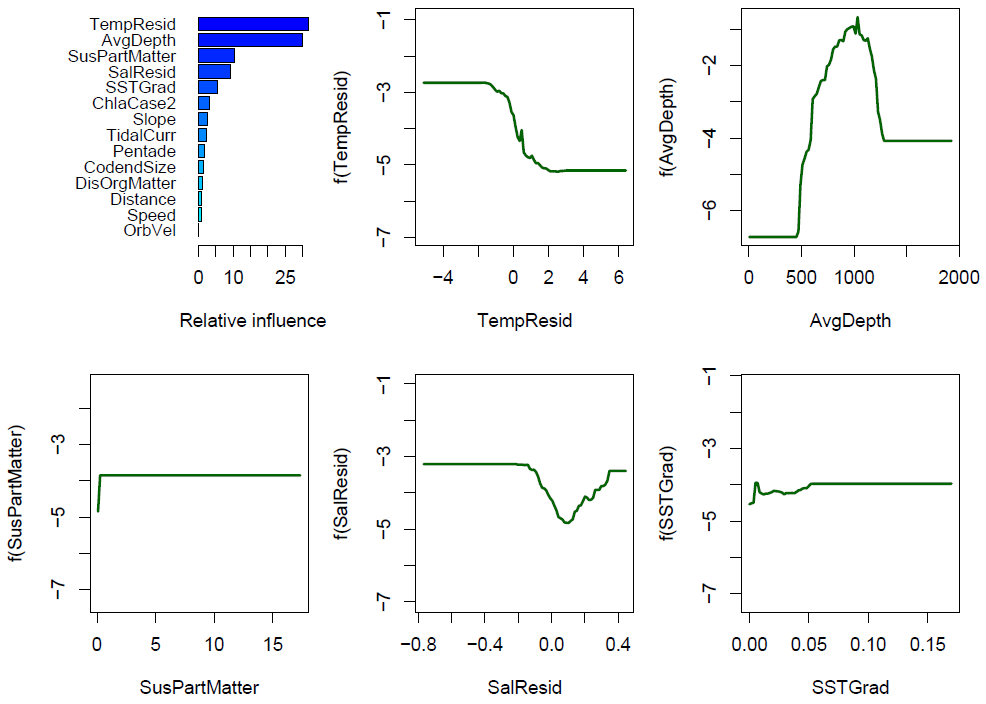 TempResid
AvgDepth
SusPartMatter
SalResid
SSTGrad
ChlaCase2
Slope
TidalCurr
Pentade
CodendSize
DisOrgMatter
Distance
Speed
OrbVel
0 10 25
Relative influence
f(TempResid)
−1
−3
−5
−7
−4 0 2 4 6
TempResid
f(AvgDepth)
−2
−4
−6
0 500 1000 2000
AvgDepth
f(SusPartMatter)
−3
−5
−7
0 5 10 15
SusPartMatter
f(SalResid)
−1
−3
−5
−7
−0.8 −0.4 0.0 0.4
SalResid
f(SSTGrad)
−1
−3
−5
−7
0.00 0.05 0.10 0.15
SSTGrad